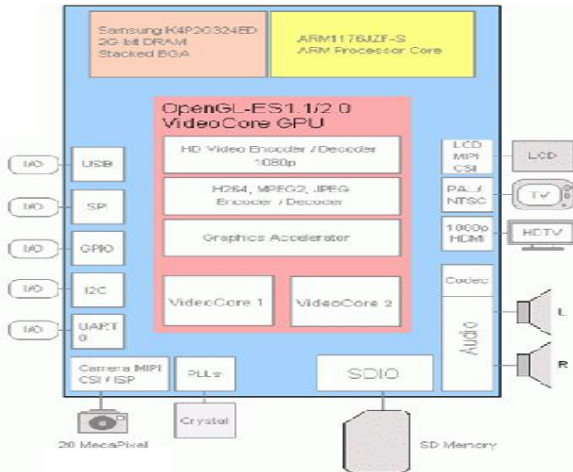 Samsung K4P2G324ED
2G-bit DRAM
Stacked BGA
ARM1176JZF-S
ARM Processor Core
OpenGL-ES1.1/2.0
VideoCore GPU
HD Video Encoder / Decoder
1080p
H264, MPEG2, JPEG
Encoder / Decoder
Graphics Accelerator
VideoCore 1
VideoCore 2
I/O
USB
I/O
SPI
I/O
GPIO
I/O
I2C
I/O
UART
0
LCD
MPI
CSI
LCD
PAL /
NTSC
TV
1080p
HDMI
HDTV
Codec
Audio
L
R
Camera MIPI
CSI / ISP
PLLs
SDIO
Crystal
20 MegaPixel
SD Memory